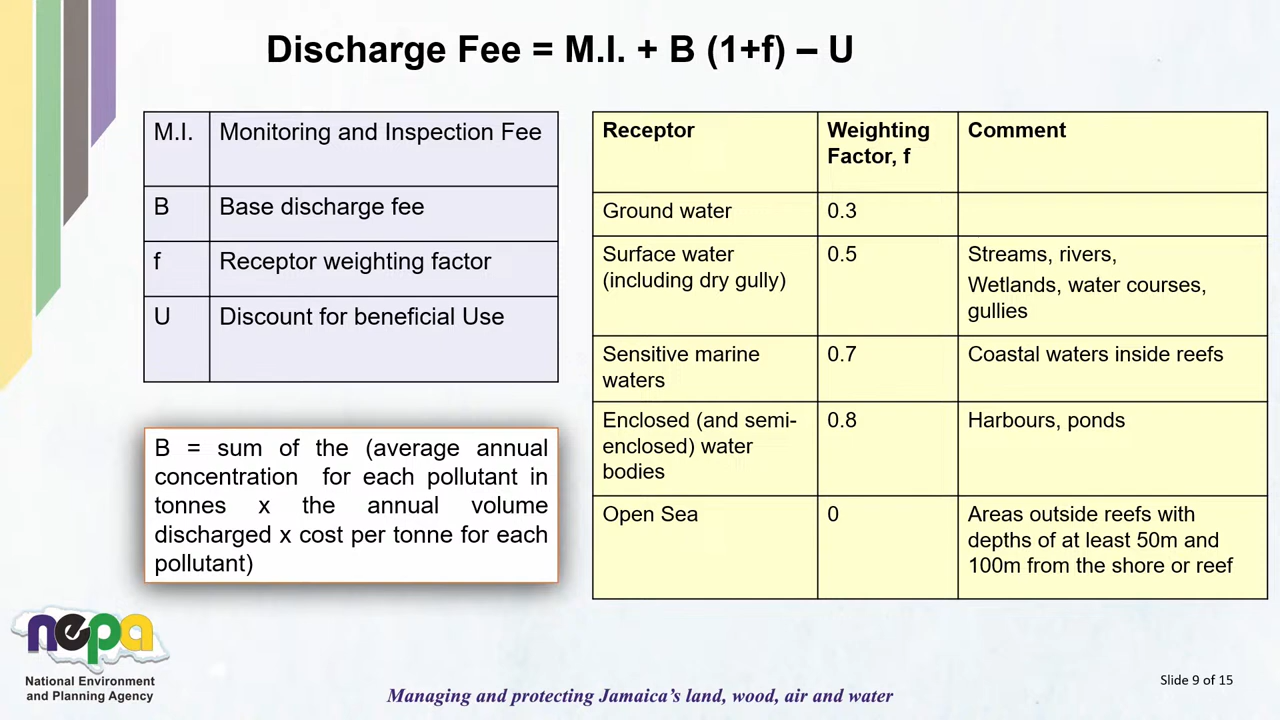 Discharge Fee = M.I. + B (1+f) – U
M.I. Monitoring and Inspection Fee
B Base discharge fee
f Receptor weighting factor
U Discount for beneficial Use
B = sum of the (average annual
concentration for each pollutant in
tonnes x the annual volume
discharged x cost per tonne for each
pollutant)
Receptor Weighting Factor, f Comment
Ground water 0.3
Surface water (including dry gully) 0.5 Streams, rivers, Wetlands, water courses, gullies
Sensitive marine waters 0.7 Coastal waters inside reefs
Enclosed (and semi-enclosed) water bodies 0.8 Harbours, ponds
Open Sea 0 Areas outside reefs with depths of at least 50m and 100m from the shore or reef
nepa
National Environment
and Planning Agency
Managing and protecting Jamaica's land, wood, air and water
Slide 9 of 15